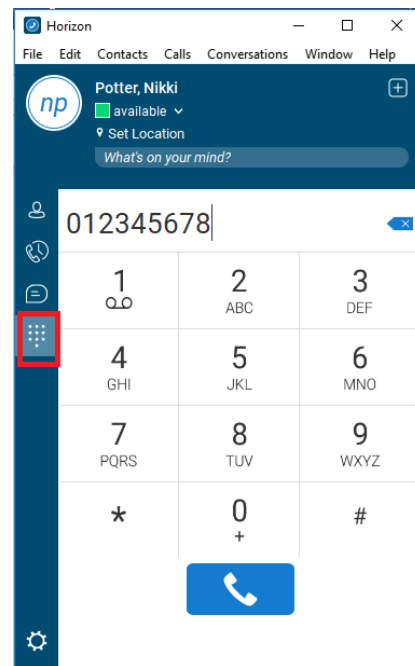 Horizon
File Edit Contacts Calls Conversations Window Help
np
Potter, Nikki
available
Set Location
What's on your mind?
012345678
1 2 3
ABC DEF
4 5 6
GHI JKL MNO
7 8 9
PQRS TUV WXYZ
* 0 #
+